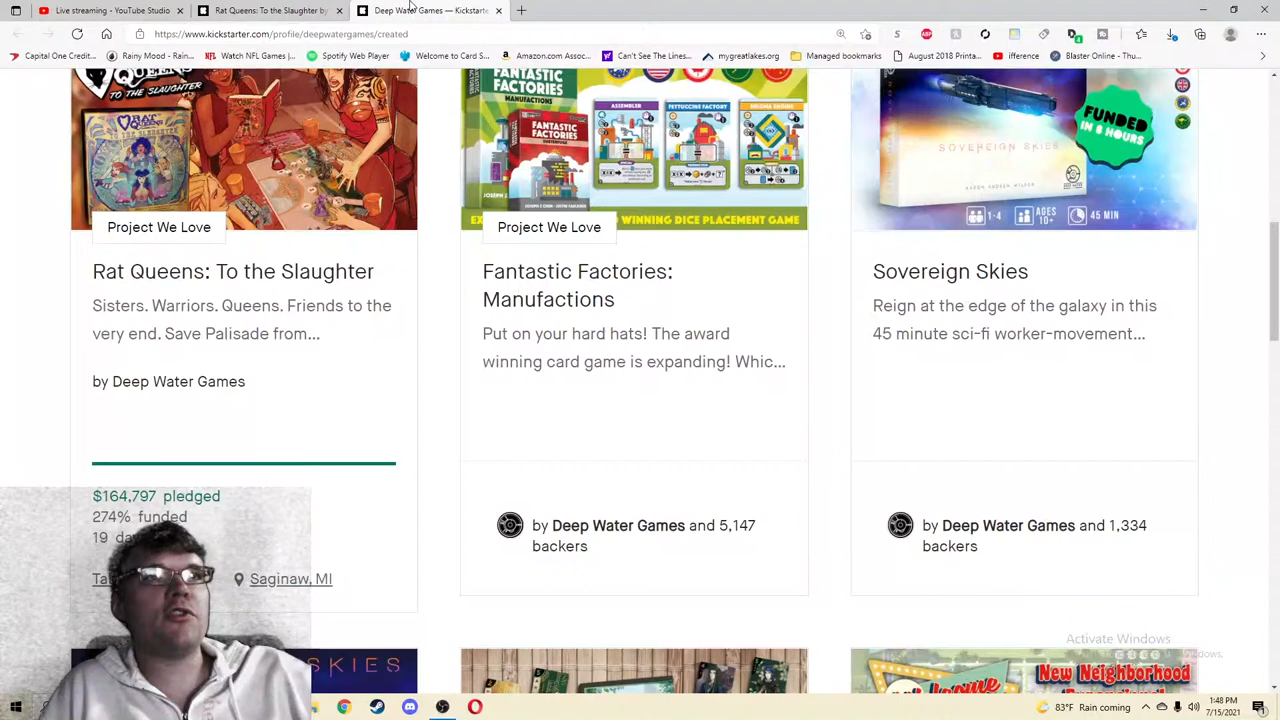 Live streaming - YouTube Studio
Rat Queens: To the Slaughter by
Deep Water Games — Kickstarte
https://www.kickstarter.com/profile/deepwatergames/created
Capital One Credit...
Rainy Mood • Rain...
Watch NFL Games |...
Spotify Web Player
Welcome to Card S...
Amazon.com Assoc...
Can't See The Lines...
mygreatlakes.org
Managed bookmarks
August 2018 Printa...
ifference
Blaster Online - Thu...
QUEENS
TO THE SLAUGHTER
FANTASTIC
FACTORIES
MANUFACTIONS
FANTASTIC
FACTORIES
ASSEMBLER
FETTUCCINE FACTORY
WINNING DICE PLACEMENT GAME
SOVEREIGN SKIES
FUNDED
IN 8 HOURS
1-4
AGES
10+
45 MIN
Project We Love
Project We Love
Rat Queens: To the Slaughter
Sisters. Warriors. Queens. Friends to the
very end. Save Palisade from...
by Deep Water Games
$164,797 pledged
274% funded
19 da
Ta
Saginaw, MI
Fantastic Factories:
Manufactions
Put on your hard hats! The award
winning card game is expanding! Whic...
by Deep Water Games and 5,147
backers
Sovereign Skies
Reign at the edge of the galaxy in this
45 minute sci-fi worker-movement...
by Deep Water Games and 1,334
backers
Activate Windows
SKIES
New Neighborhood
83°F Rain coming
1:48 PM
7/15/2021